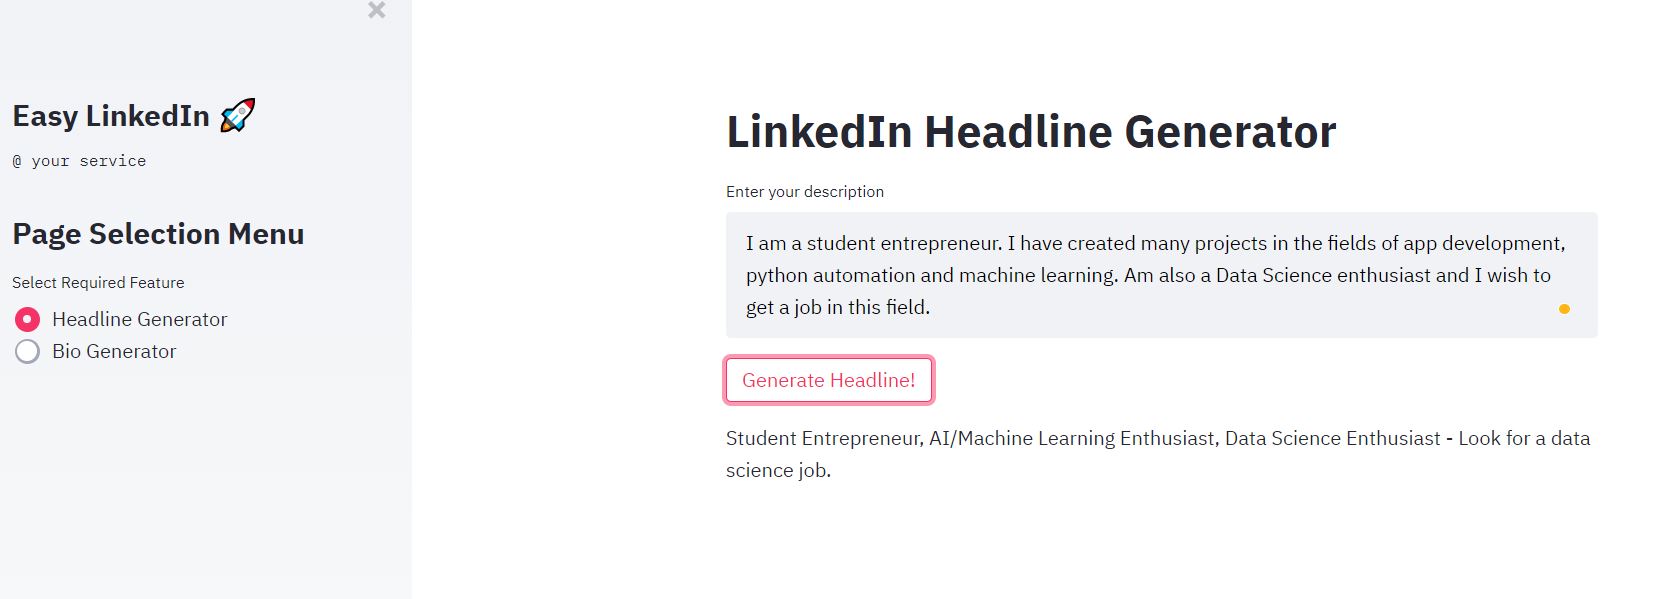 Easy LinkedIn 🚀
@ your service
Page Selection Menu
Select Required Feature
Headline Generator
Bio Generator
LinkedIn Headline Generator
Enter your description
I am a student entrepreneur. I have created many projects in the fields of app development,
python automation and machine learning. Am also a Data Science enthusiast and I wish to
get a job in this field.
Generate Headline!
Student Entrepreneur, AI/Machine Learning Enthusiast, Data Science Enthusiast - Look for a data
science job.